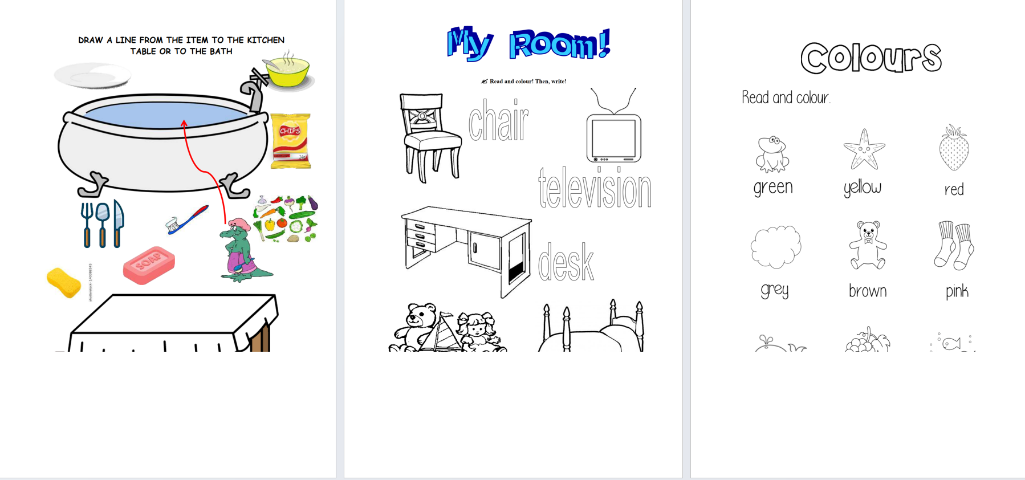 DRAW A LINE FROM THE ITEM TO THE KITCHEN
TABLE OR TO THE BATH
CHIPS
SOAP
My Room!
Read and colour! Then, write!
chair
television
desk
Colours
Read and colour.
green
yellow
red
grey
brown
pink